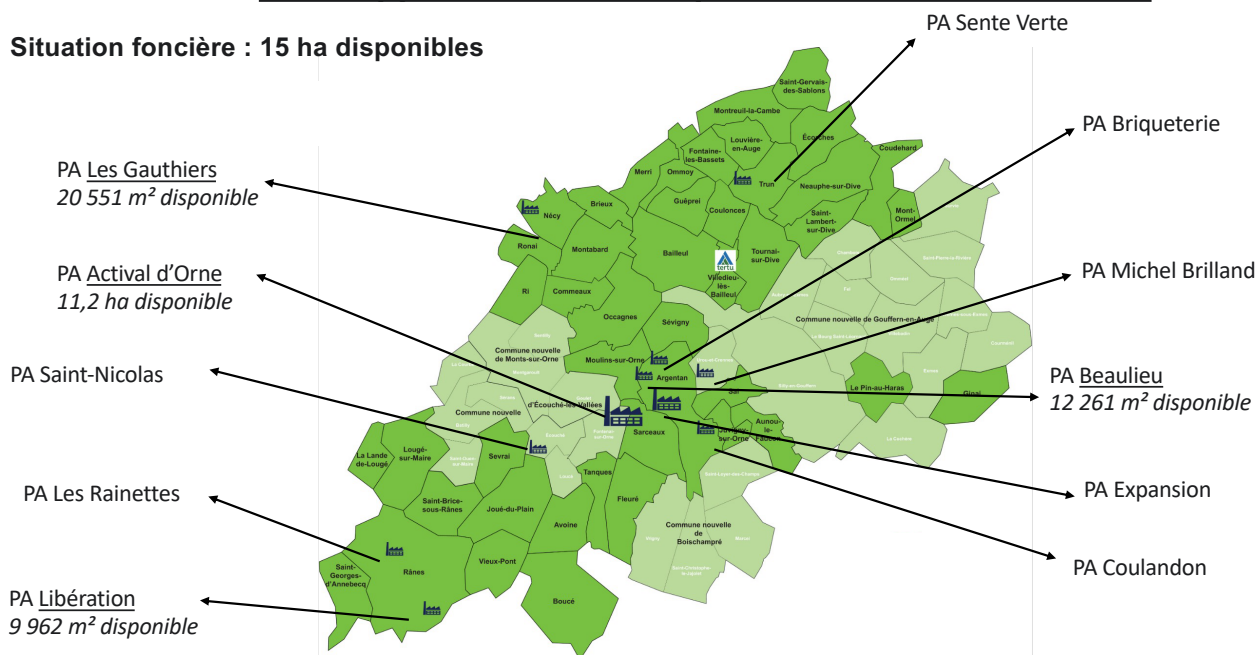 Situation foncière : 15 ha disponibles
PA Sente Verte
PA Briqueterie
PA Les Gauthiers
20 551 m² disponible
PA Actival d’Orne
11,2 ha disponible
PA Michel Brilland
PA Saint-Nicolas
PA Beaulieu
12 261 m² disponible
PA Les Rainettes
PA Expansion
PA Coulandon
PA Libération
9 962 m² disponible
Saint-Gervais-
des-Sablons
Montreuil-la-Cambe
Louvière-
en-Auge
Écorches
Fontaine-
les-Bassets
Coudehard
Merri
Ommoy
Trun
Neauphe-sur-Dive
Nécy
Brieux
Guêprei
Coulonces
Saint-
Lambert-
sur-Dive
Mont-
Ormel
Ronai
Montabard
Bailleul
Tournai-
sur-Dive
tertu
Villedieu-
lès-
Bailleul
Ri
Commeaux
Occagnes
Sévigny
Commune nouvelle de Gouffern-en-Auge
Commune nouvelle
de Monts-sur-Orne
Moulins-sur-Orne
Argentan
Le Pin-au-Haras
Ginai
Commune nouvelle
d'Écouché-les-Vallées
Sarceaux
Juvigny-
sur-Orne
Aunou-
le-
Faucon
La Lande
de-Lougé
Lougé-
sur-Maire
Sevrai
Tanques
Fleuré
Saint-Brice-
sous-Rânes
Joué-du-Plain
Avoine
Commune nouvelle
de
Boischampré
Saint-
Georges-
d'Annebecq
Rânes
Vieux-Pont
Boucé